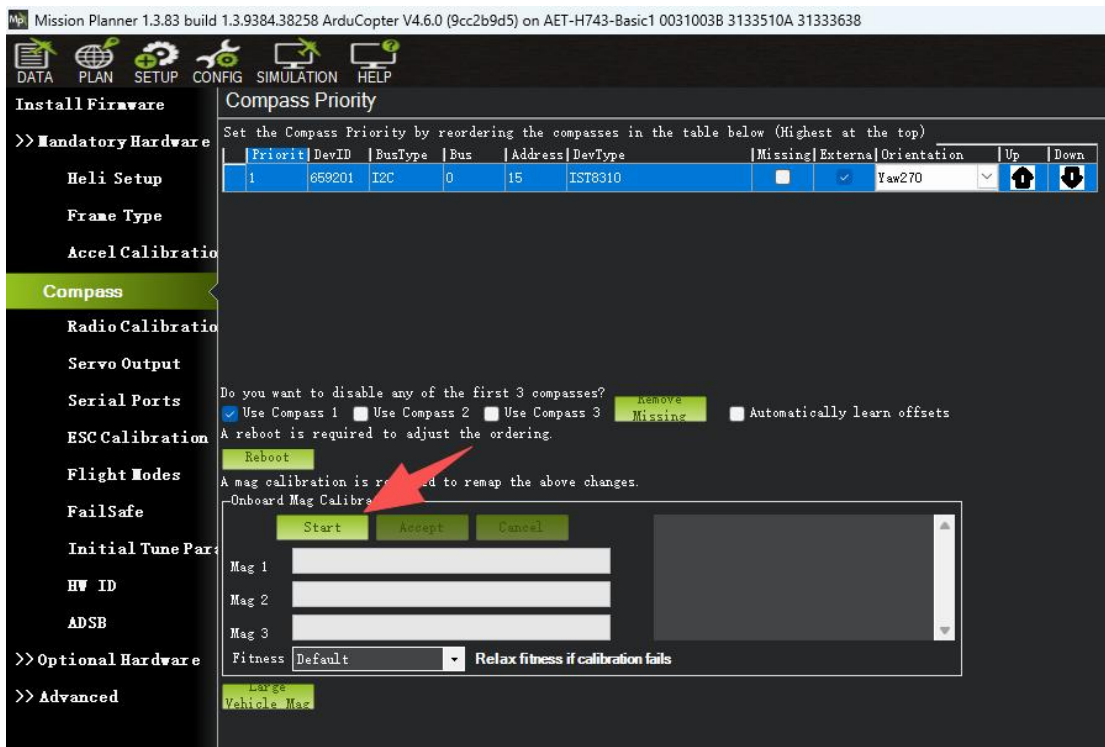 Mission Planner 1.3.83 build 1.3.9384.38258 ArduCopter V4.6.0 (9cc2b9d5) on AET-H743-Basic1 0031003B 3133510A 31333638
DATA PLAN SETUP CONFIG SIMULATION HELP
Install Firmware
>> Mandatory Hardware
Heli Setup
Frame Type
Accel Calibratio
Compass
Radio Calibratio
Servo Output
Serial Ports
ESC Calibration
Flight Modes
FailSafe
Initial Tune Para
HW ID
ADSB
>> Optional Hardware
>> Advanced
Compass Priority
Set the Compass Priority by reordering the compasses in the table below (Highest at the top)
Priorit DevID BusType Bus Address DevType Missing Externa Orientation Up Down
1 659201 I2C 0 15 IST8310 Yaw270
Do you want to disable any of the first 3 compasses?
Use Compass 1 Use Compass 2 Use Compass 3 Remove Missing Automatically learn offsets
A reboot is required to adjust the ordering.
Reboot
A mag calibration is re d to remap the above changes.
Onboard Mag Calibra
Start Accept Cancel
Mag 1
Mag 2
Mag 3
Fitness Default Relax fitness if calibration fails
Large
Vehicle Mag